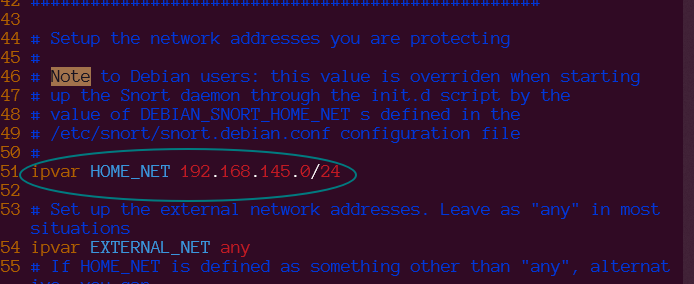 42 ##################################################
43
44 # Setup the network addresses you are protecting
45 #
46 # Note to Debian users: this value is overriden when starting
47 # up the Snort daemon through the init.d script by the
48 # value of DEBIAN_SNORT_HOME_NET s defined in the
49 # /etc/snort/snort.debian.conf configuration file
50 #
51 ipvar HOME_NET 192.168.145.0/24
52
53 # Set up the external network addresses. Leave as "any" in most
situations
54 ipvar EXTERNAL_NET any
55 # If HOME_NET is defined as something other than "any", alternat
ive, you can